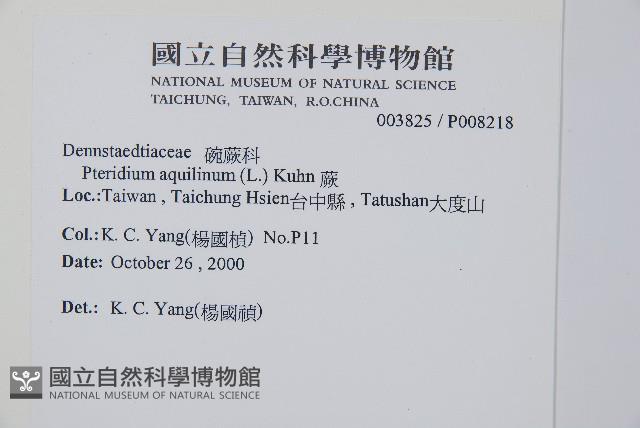 國立自然科學博物館
NATIONAL MUSEUM OF NATURAL SCIENCE
TAICHUNG, TAIWAN, R.O.CHINA
003825 / P008218
Dennstaedtiaceae 碗蕨科
Pteridium aquilinum (L.) Kuhn 蕨
Loc.:Taiwan , Taichung Hsien台中縣 , Tatushan大度山
Col.:K. C. Yang(楊國禎) No.P11
Date: October 26 , 2000
Det.: K. C. Yang(楊國禎)
國立自然科學博物館
NATIONAL MUSEUM OF NATURAL SCIENCE